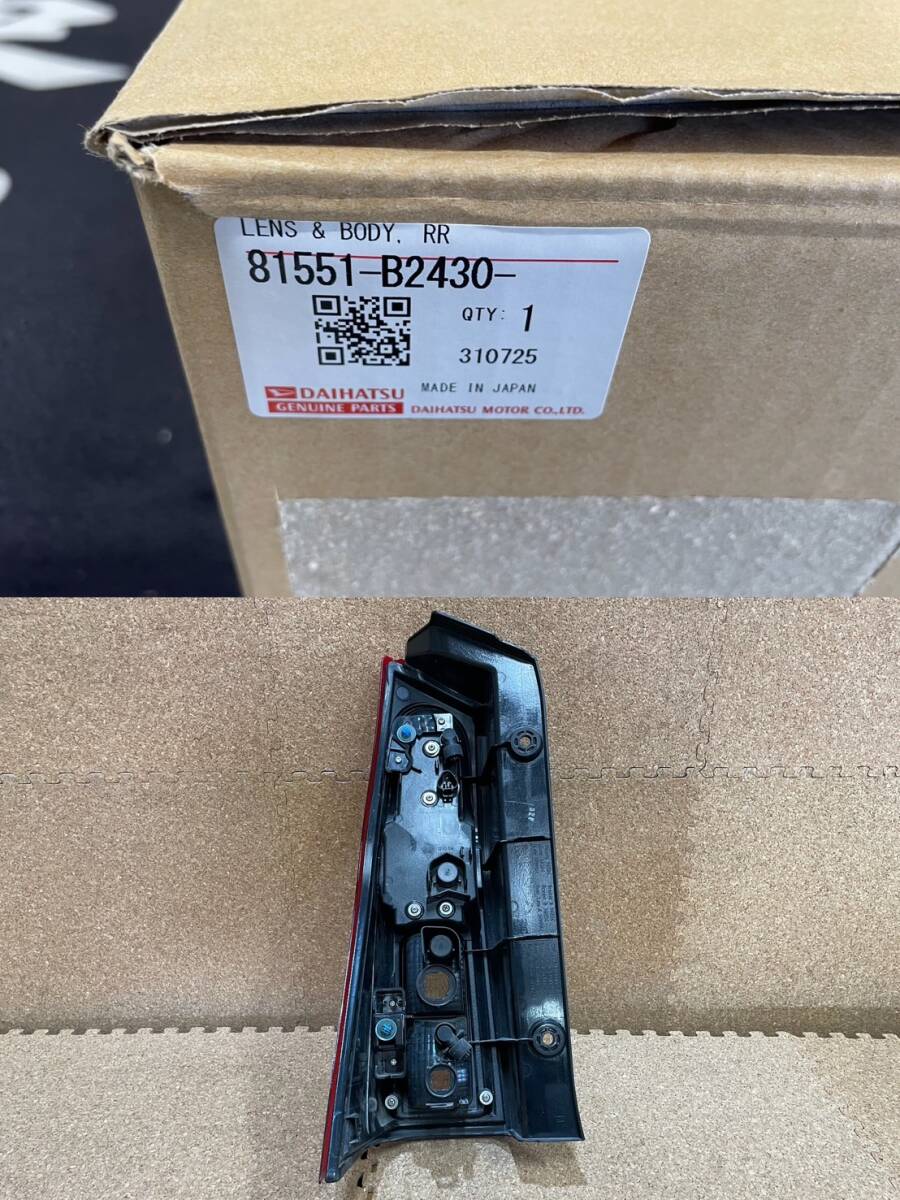 LENS & BODY, RR
81551-B2430-
QTY: 1
310725
DAIHATSU
MADE IN JAPAN
GENUINE PARTS
DAIHATSU MOTOR CO.,LTD.